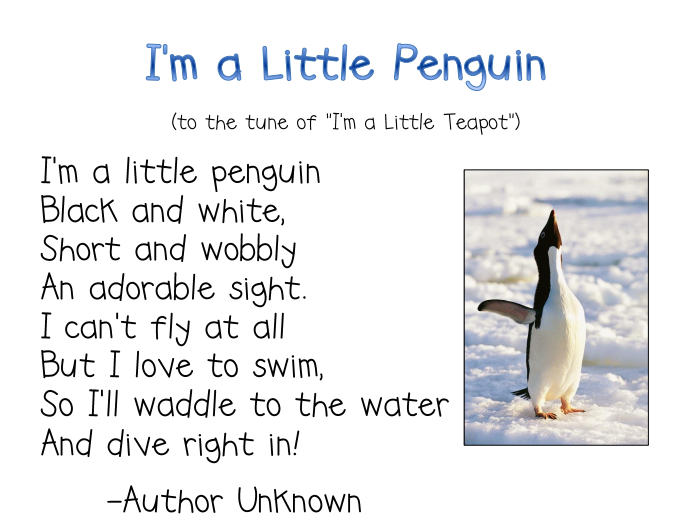 I'm a Little Penguin
(to the tune of "I'm a Little Teapot")
I'm a little penguin
Black and white,
Short and wobbly
An adorable sight.
I can't fly at all
But I love to swim,
So I'll waddle to the water
And dive right in!
-Author Unknown